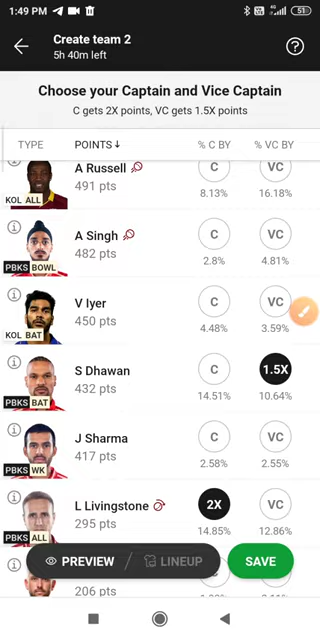 1:49 PM 51
Create team 2
5h 40m left
Choose your Captain and Vice Captain
C gets 2X points, VC gets 1.5X points
TYPE POINTS % C BY % VC BY
A Russell C VC
491 pts 8.13% 16.18%
KOL ALL
A Singh C VC
482 pts 2.8% 4.81%
PBKS BOWL
V Iyer C VC
450 pts 4.48% 3.59%
KOL BAT
S Dhawan C 1.5X
432 pts 14.51% 10.64%
PBKS BAT
J Sharma C VC
417 pts 2.58% 2.55%
PBKS WK
L Livingstone 2X VC
295 pts 14.85% 12.86%
PBKS ALL
PREVIEW LINEUP SAVE
206 pts